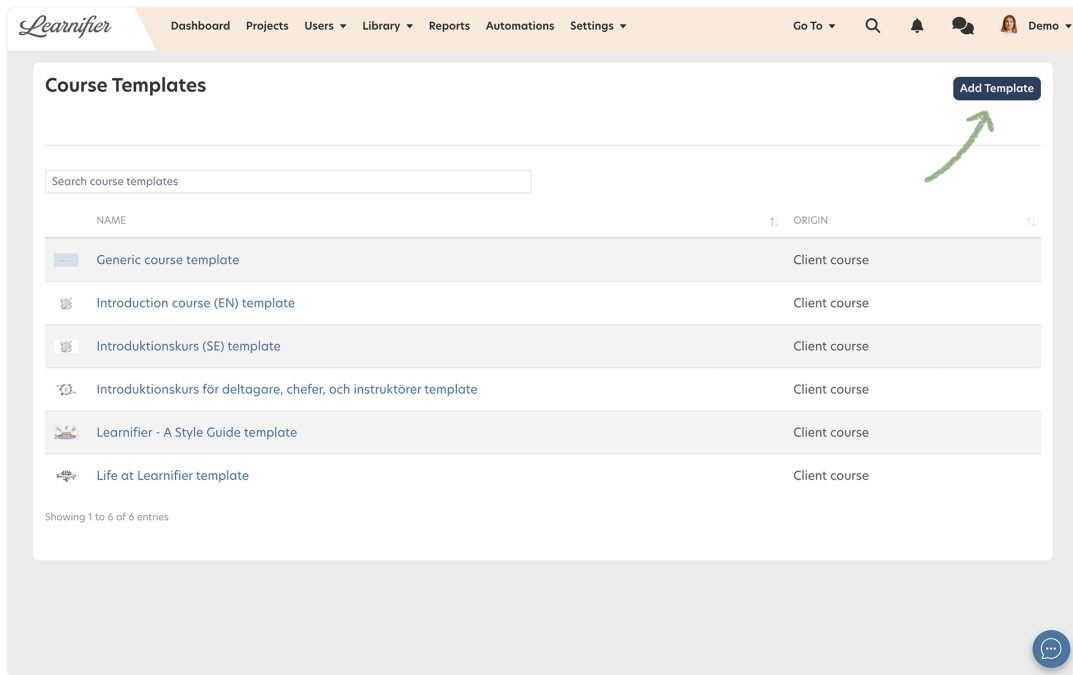 Learnifier Dashboard Projects Users Library Reports Automations Settings Go To Demo
Course Templates
Add Template
Search course templates
NAME ORIGIN
Generic course template Client course
Introduction course (EN) template Client course
Introduktionskurs (SE) template Client course
Introduktionskurs för deltagare, chefer, och instruktörer template Client course
Learnifier - A Style Guide template Client course
Life at Learnifier template Client course
Showing 1 to 6 of 6 entries